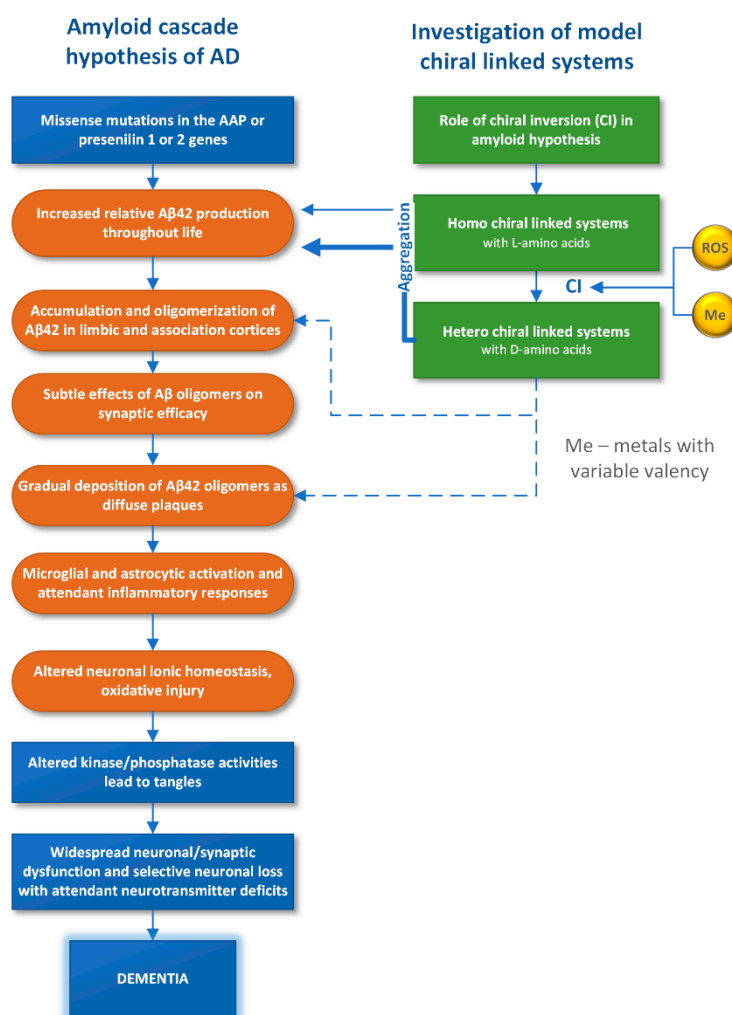 Amyloid cascade
hypothesis of AD
Missense mutations in the AAP or
presenilin 1 or 2 genes
Increased relative Aβ42 production
throughout life
Accumulation and oligomerization of
Aβ42 in limbic and association cortices
Subtle effects of Aβ oligomers on
synaptic efficacy
Gradual deposition of Aβ42 oligomers as
diffuse plaques
Microglial and astrocytic activation and
attendant inflammatory responses
Altered neuronal ionic homeostasis,
oxidative injury
Altered kinase/phosphatase activities
lead to tangles
Widespread neuronal/synaptic
dysfunction and selective neuronal loss
with attendant neurotransmitter deficits
DEMENTIA
Investigation of model
chiral linked systems
Role of chiral inversion (CI) in
amyloid hypothesis
Aggregation
Homo chiral linked systems
with L-amino acids
CI
ROS
Me
Hetero chiral linked systems
with D-amino acids
Me – metals with
variable valency